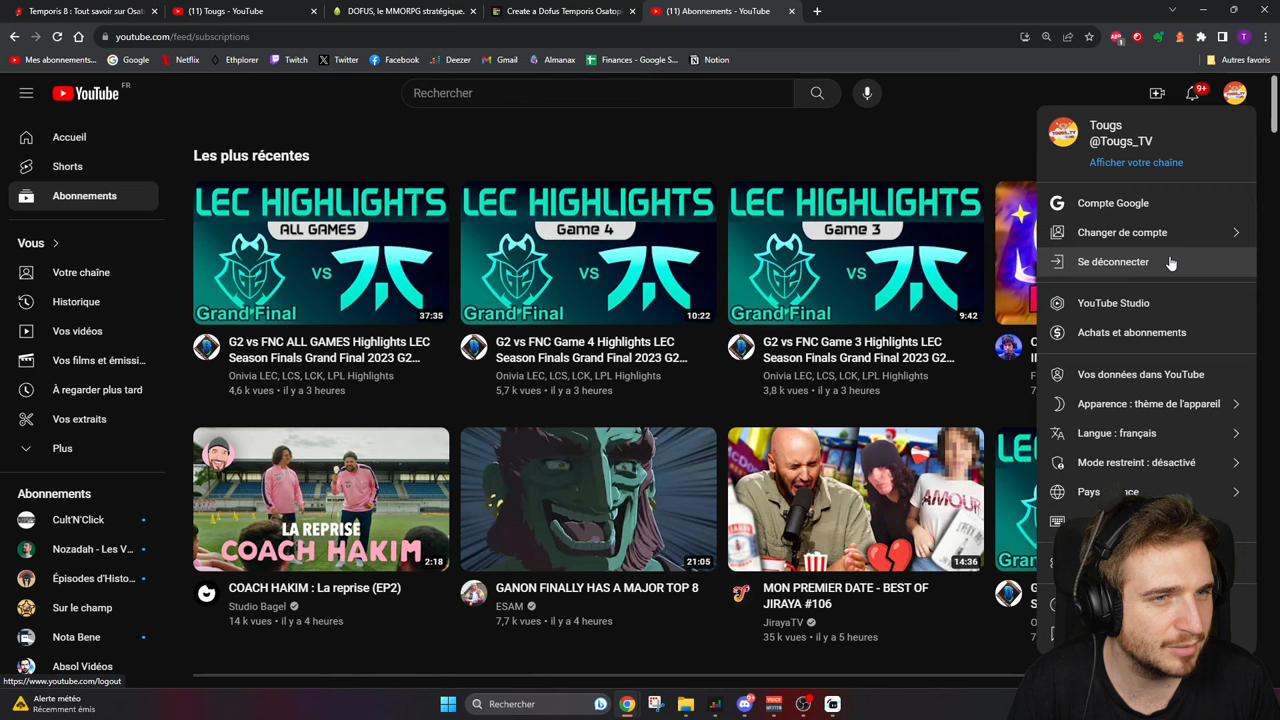 Temporis 8 : Tout savoir sur Osat
(11) Tougs - YouTube
DOFUS, le MMORPG stratégique.
Create a Dofus Temporis Osatop
(11) Abonnements - YouTube
youtube.com/feed/subscriptions
Mes abonnements...
Google
Netflix
Ethplorer
Twitch
Twitter
Facebook
Deezer
Gmail
Almanax
Finances - Google S...
Notion
Autres favoris
YouTube FR
Rechercher
9+
Accueil
Shorts
Abonnements
Vous
Votre chaîne
Historique
Vos vidéos
Vos films et émissi...
À regarder plus tard
Vos extraits
Plus
Abonnements
Cult'N'Click
Nozadah - Les V...
Épisodes d'Histo...
Sur le champ
Nota Bene
Absol Vidéos
https://www.youtube.com/logout
Les plus récentes
LEC HIGHLIGHTS
ALL GAMES
VS
Grand Final
37:35
G2 vs FNC ALL GAMES Highlights LEC
Season Finals Grand Final 2023 G2...
Onivia LEC, LCS, LCK, LPL Highlights
4,6 k vues • il y a 3 heures
LEC HIGHLIGHTS
Game 4
VS
Grand Final
10:22
G2 vs FNC Game 4 Highlights LEC
Season Finals Grand Final 2023 G2...
Onivia LEC, LCS, LCK, LPL Highlights
5,7 k vues • il y a 3 heures
LEC HIGHLIGHTS
Game 3
VS
Grand Final
9:42
G2 vs FNC Game 3 Highlights LEC
Season Finals Grand Final 2023 G2...
Onivia LEC, LCS, LCK, LPL Highlights
3,8 k vues • il y a 3 heures
LA REPRISE
COACH HAKIM
2:18
COACH HAKIM : La reprise (EP2)
Studio Bagel
14 k vues • il y a 4 heures
21:05
GANON FINALLY HAS A MAJOR TOP 8
ESAM
7,7 k vues • il y a 4 heures
AMOUR
14:36
MON PREMIER DATE - BEST OF
JIRAYA #106
JirayaTV
35 k vues • il y a 5 heures
Tougs
@Tougs_TV
Afficher votre chaîne
Compte Google
Changer de compte
Se déconnecter
YouTube Studio
Achats et abonnements
Vos données dans YouTube
Apparence : thème de l'appareil
Langue : français
Mode restreint : désactivé
Pays
Alerte météo
Récemment émis
Rechercher